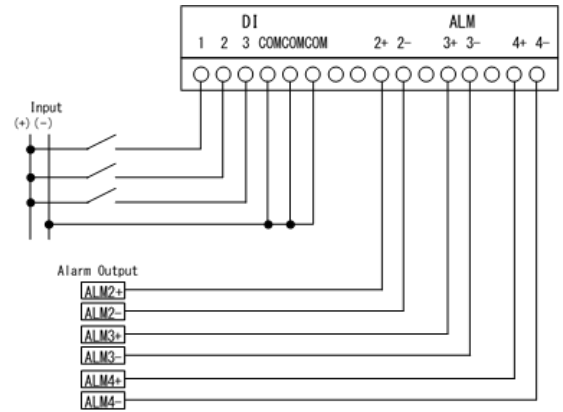 DI ALM
1 2 3 COMCOMCOM 2+ 2- 3+ 3- 4+ 4-
Input
(+) (-)
Alarm Output
ALM2+
ALM2-
ALM3+
ALM3-
ALM4+
ALM4-